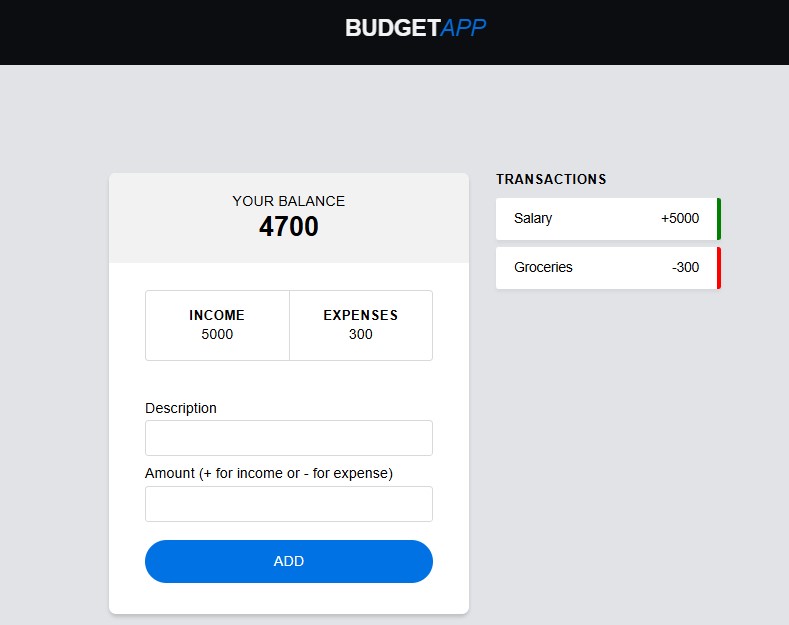 BUDGETAPP
YOUR BALANCE
4700
INCOME
5000
EXPENSES
300
Description
Amount (+ for income or - for expense)
ADD
TRANSACTIONS
Salary +5000
Groceries -300